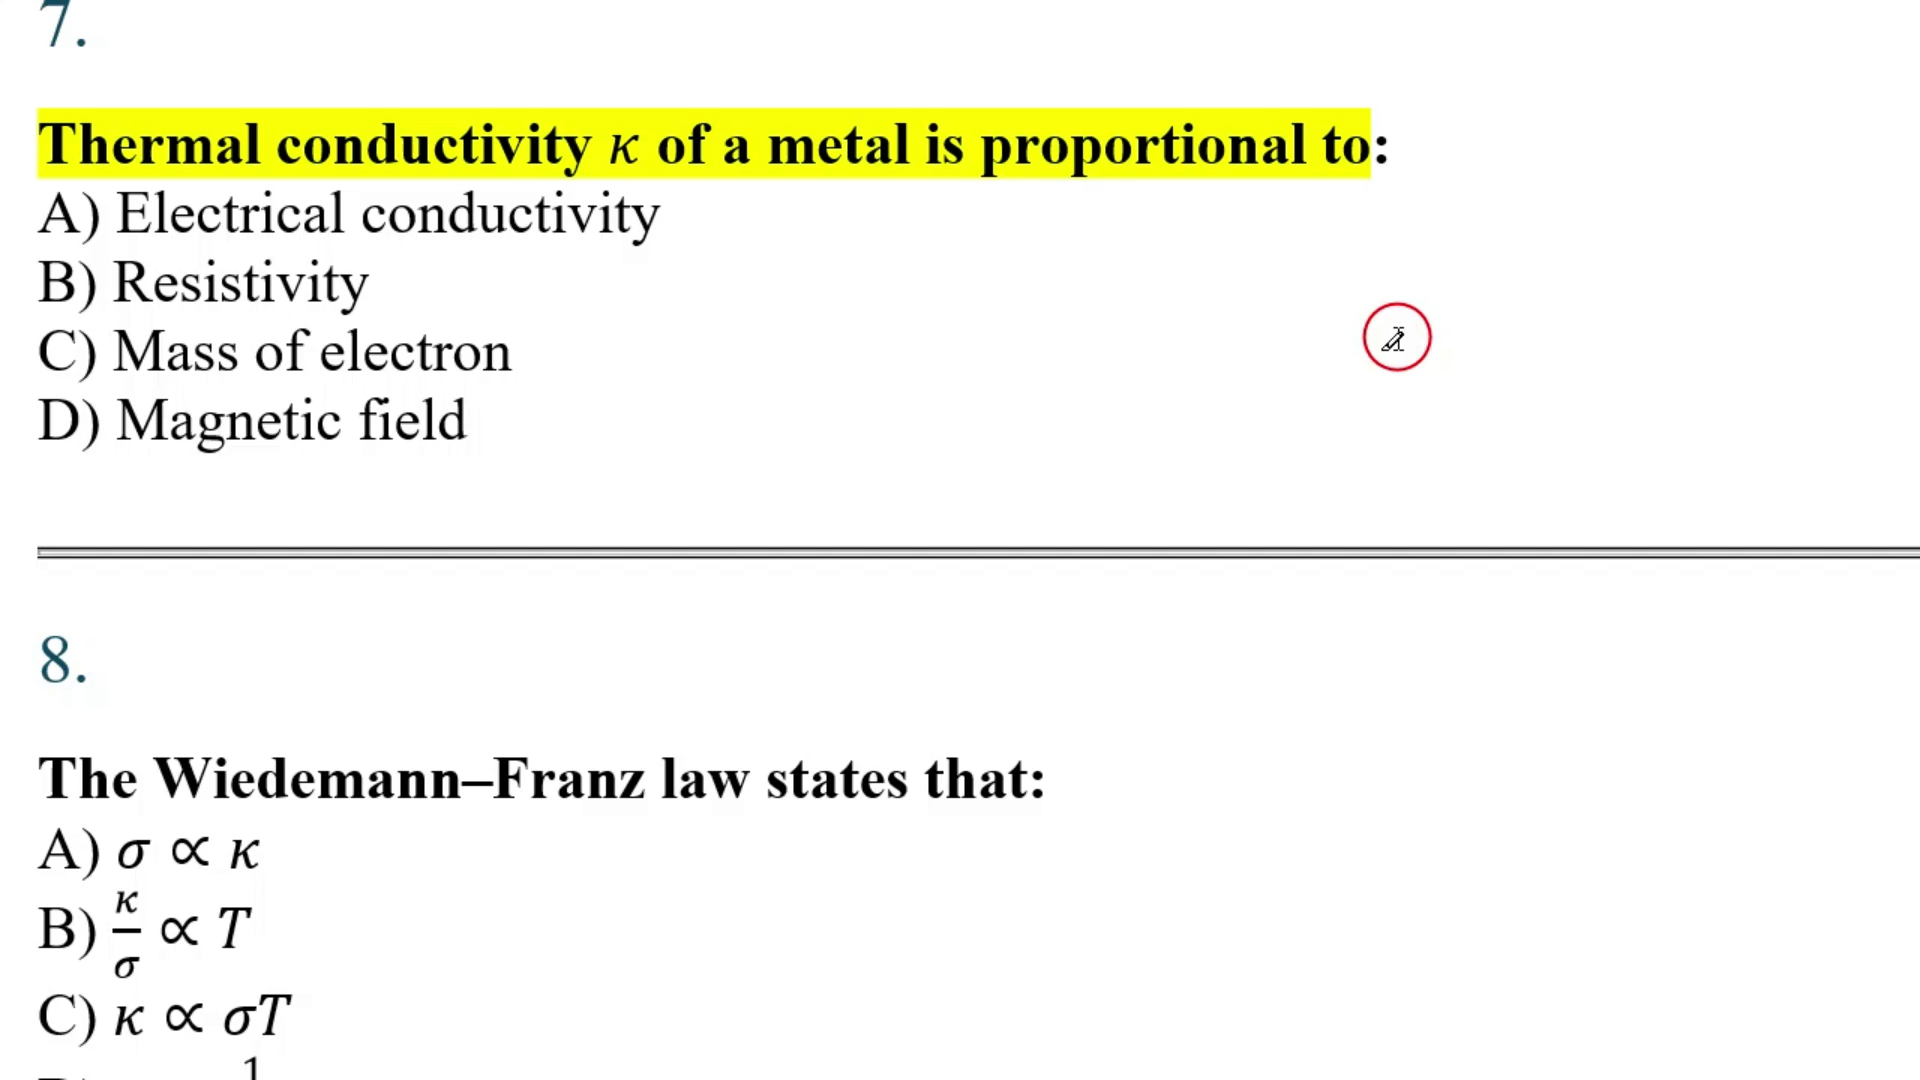 7.
Thermal conductivity κ of a metal is proportional to:
A) Electrical conductivity
B) Resistivity
C) Mass of electron
D) Magnetic field
8.
The Wiedemann–Franz law states that:
A) σ ∝ κ
B) κ/σ ∝ T
C) κ ∝ σT
1